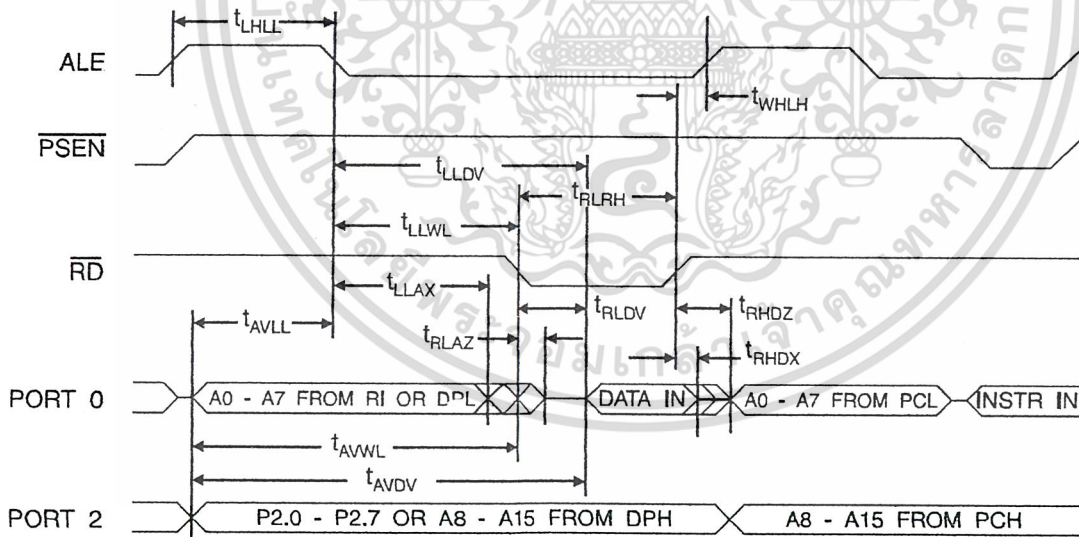 tLHLL
ALE
tWHLH
PSEN
tLLDV
tRLRH
tLLWL
RD
tLLAX
tRLDV
tRHDZ
tAVLL
tRLAZ
tRHDX
PORT 0
A0 - A7 FROM RI OR DPL
DATA IN
A0 - A7 FROM PCL
INSTR IN
tAVWL
tAVDV
PORT 2
P2.0 - P2.7 OR A8 - A15 FROM DPH
A8 - A15 FROM PCH